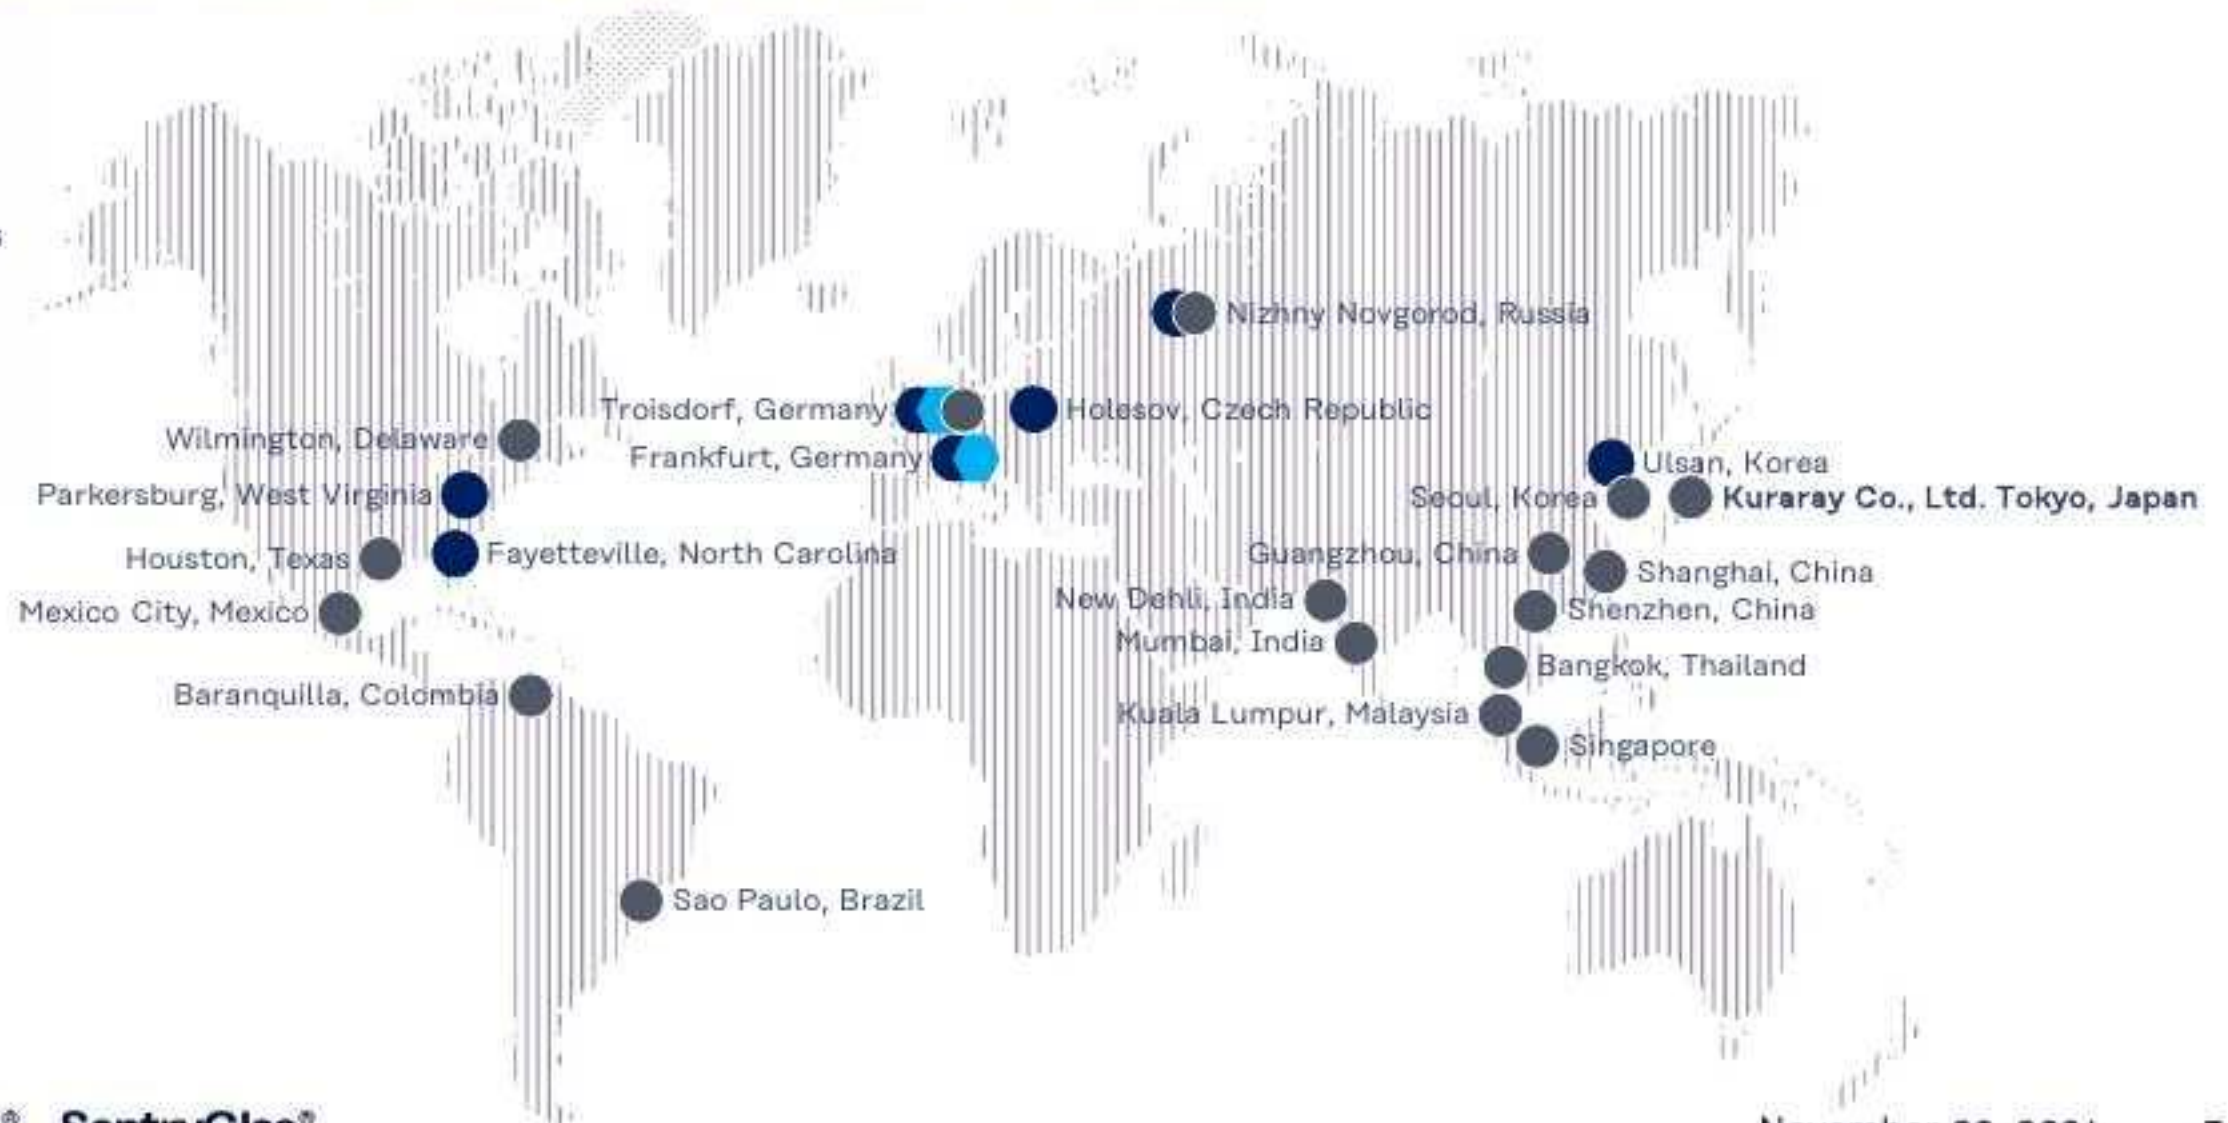 Nizhny Novgorod, Russia
Troisdorf, Germany
Holesov, Czech Republic
Wilmington, Delaware
Frankfurt, Germany
Ulsan, Korea
Parkersburg, West Virginia
Seoul, Korea
Kuraray Co., Ltd. Tokyo, Japan
Houston, Texas
Fayetteville, North Carolina
Guangzhou, China
Shanghai, China
New Dehli, India
Mexico City, Mexico
Shenzhen, China
Mumbai, India
Bangkok, Thailand
Baranquilla, Colombia
Kuala Lumpur, Malaysia
Singapore
Sao Paulo, Brazil